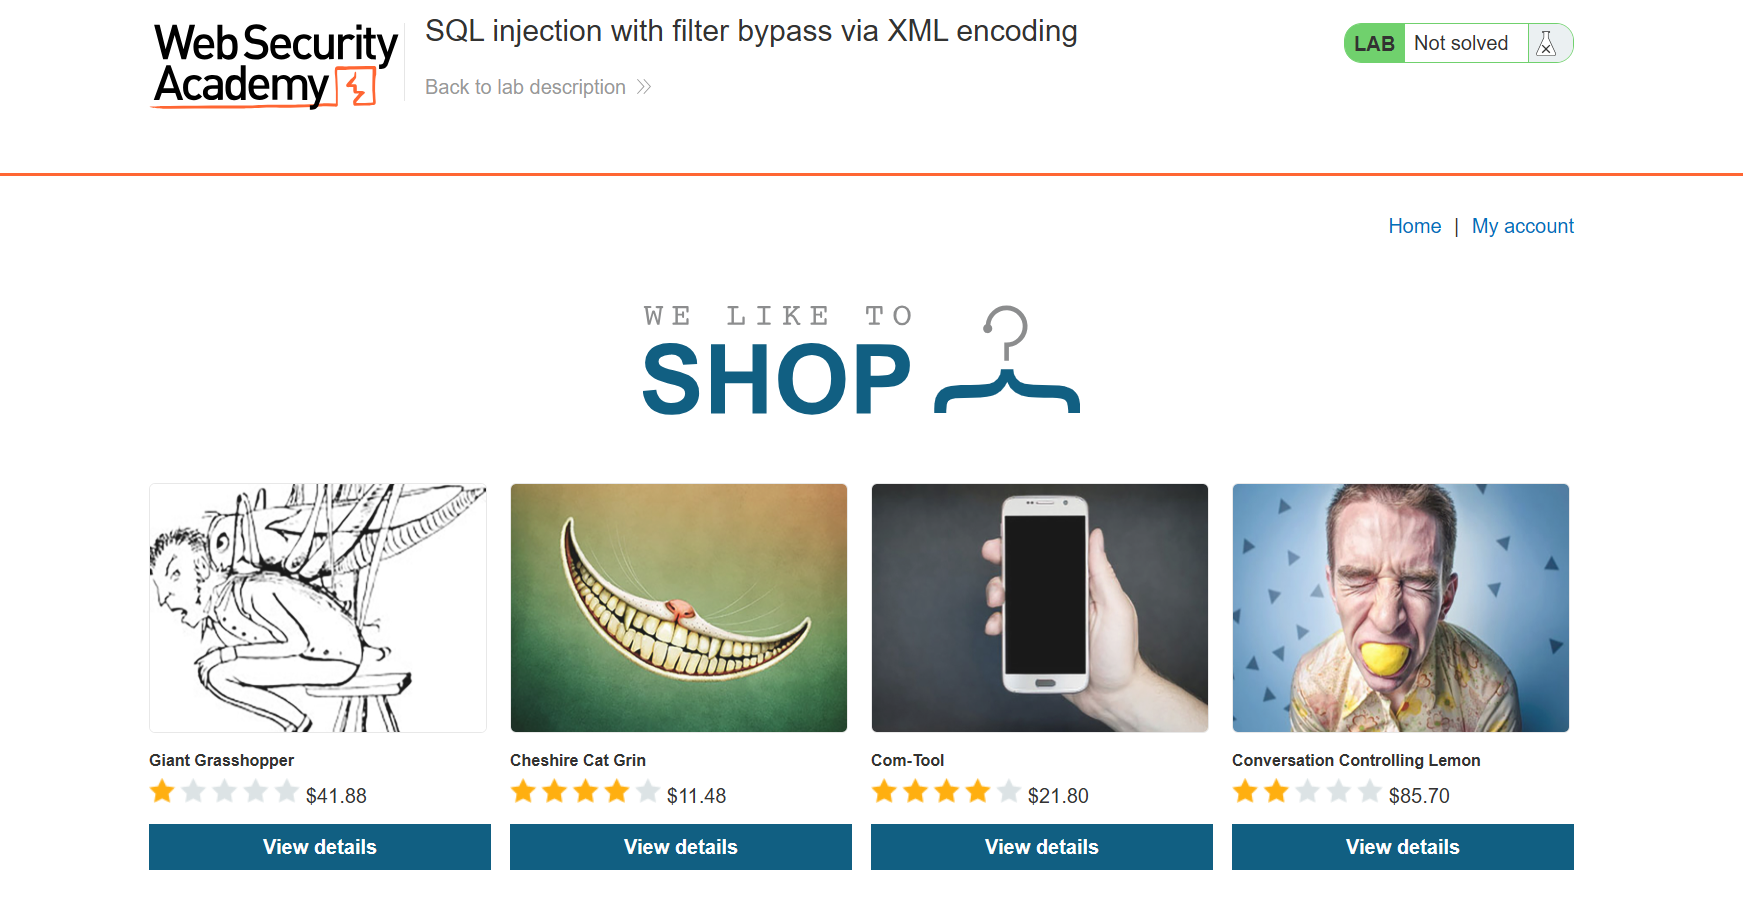 Web Security
Academy
SQL injection with filter bypass via XML encoding
Back to lab description
LAB Not solved
Home | My account
WE LIKE TO
SHOP
Giant Grasshopper
$41.88
View details
Cheshire Cat Grin
$11.48
View details
Com-Tool
$21.80
View details
Conversation Controlling Lemon
$85.70
View details